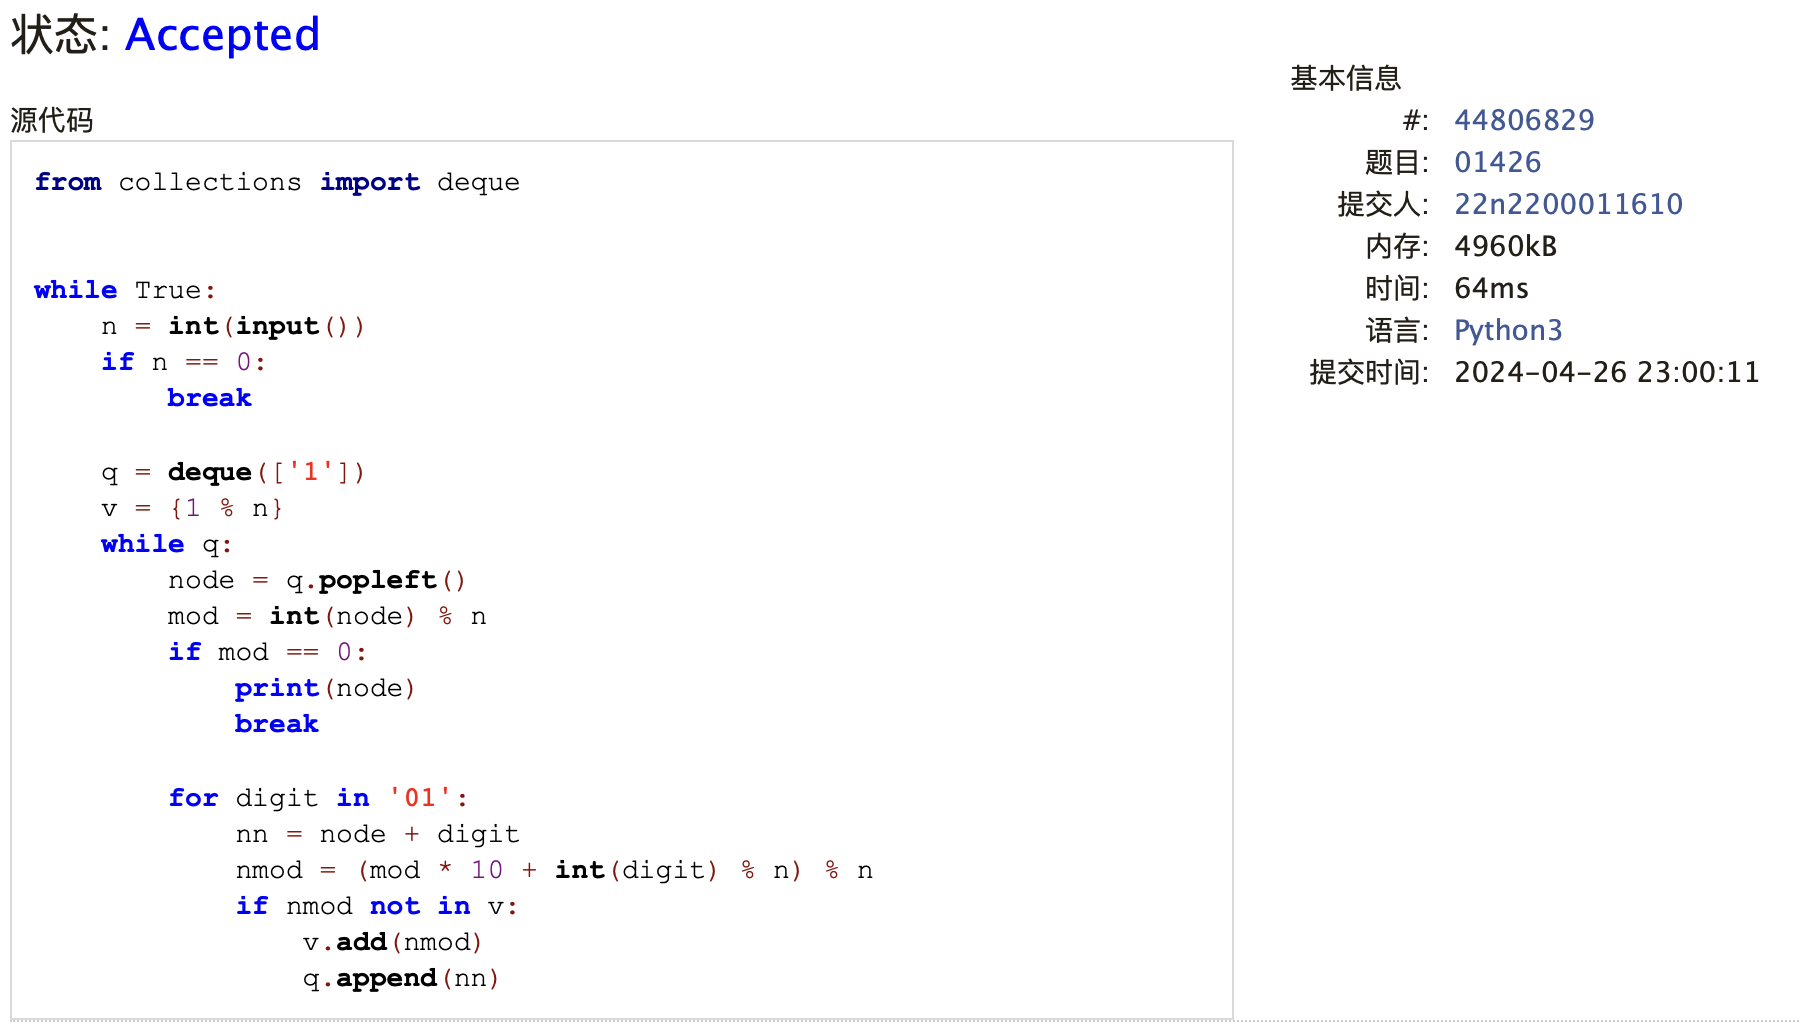 状态: Accepted
源代码
from collections import deque
while True:
    n = int(input())
    if n == 0:
        break
    q = deque(['1'])
    v = {1 % n}
    while q:
        node = q.popleft()
        mod = int(node) % n
        if mod == 0:
            print(node)
            break
        for digit in '01':
            nn = node + digit
            nmod = (mod * 10 + int(digit) % n) % n
            if nmod not in v:
                v.add(nmod)
                q.append(nn)
基本信息
#: 44806829
题目: 01426
提交人: 22n2200011610
内存: 4960kB
时间: 64ms
语言: Python3
提交时间: 2024-04-26 23:00:11